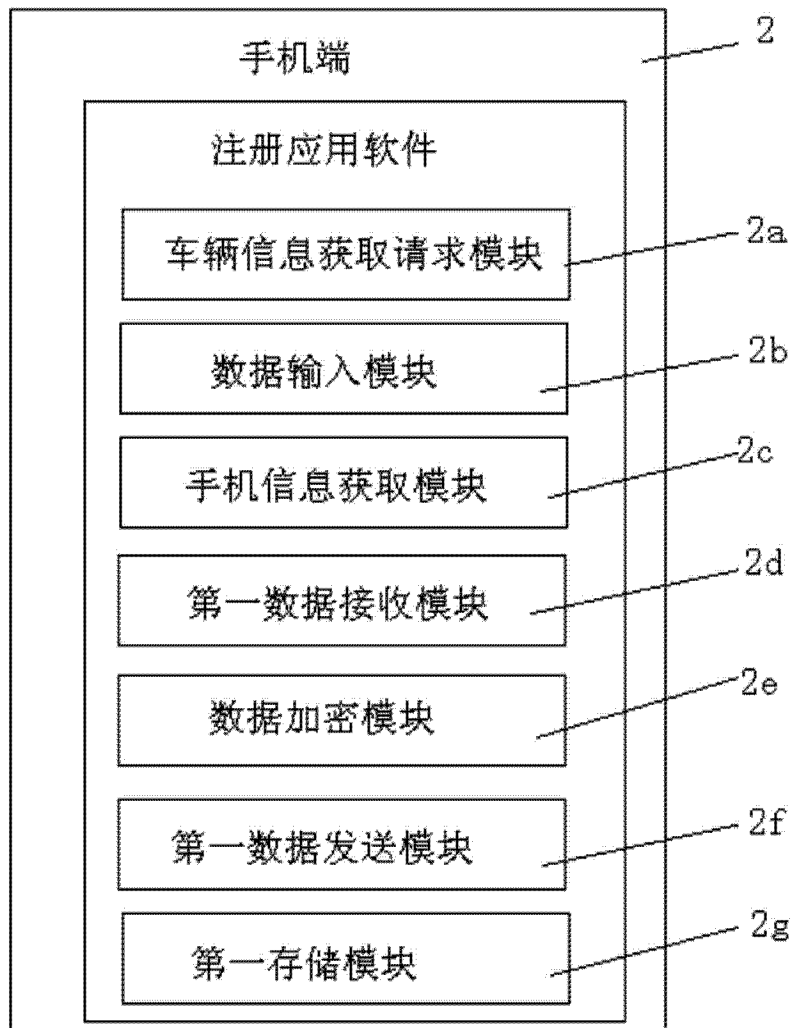 手机端
2
注册应用软件
车辆信息获取请求模块
2a
数据输入模块
2b
手机信息获取模块
2c
第一数据接收模块
2d
数据加密模块
2e
第一数据发送模块
2f
第一存储模块
2g